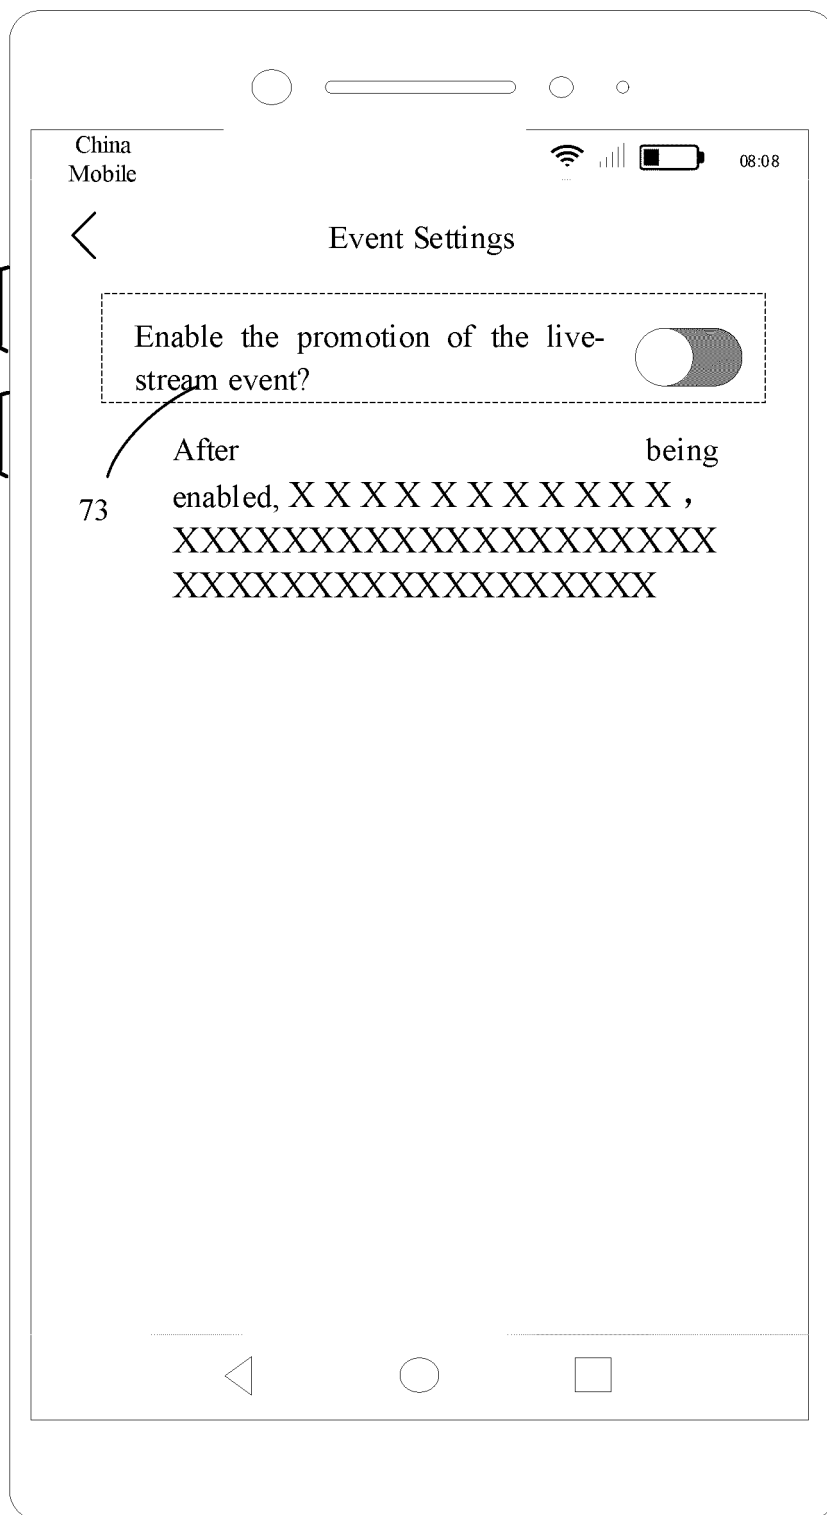 China
Mobile
08:08
Event Settings
Enable the promotion of the live-
stream event?
After being
enabled, X X X X X X X X X X X ，
XXXXXXXXXXXXXXXXXXXX
XXXXXXXXXXXXXXXXXX
73